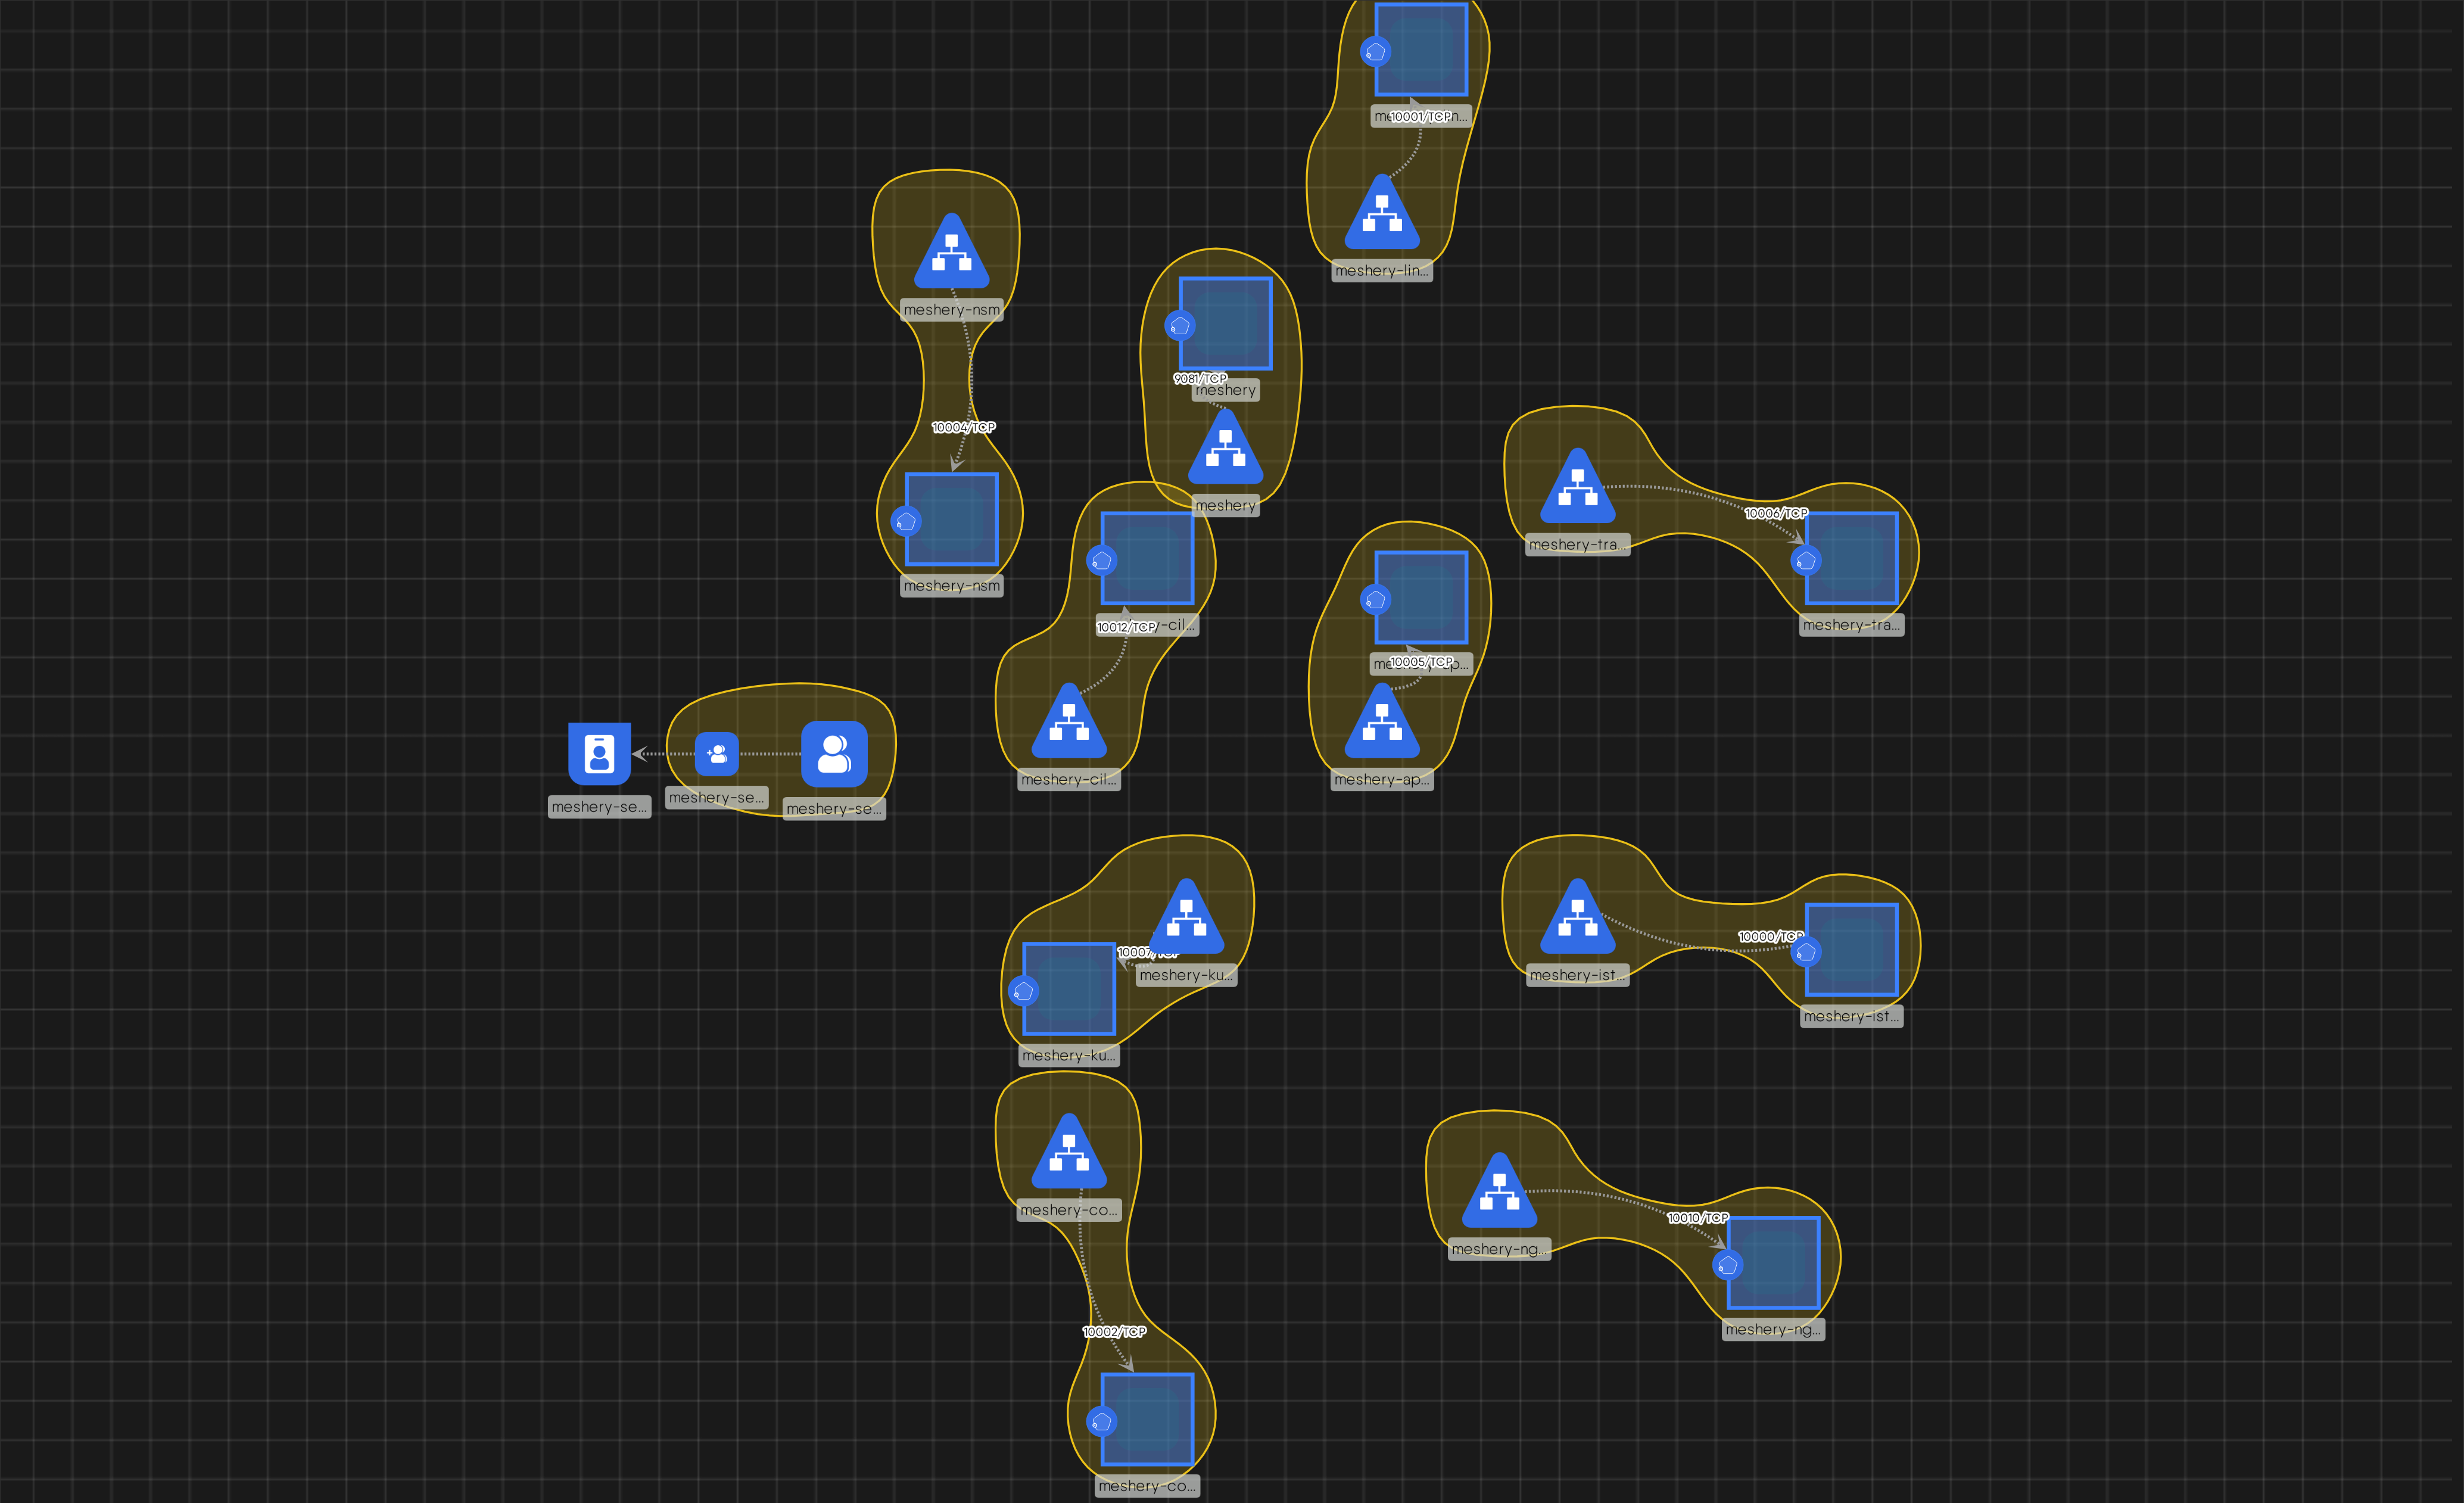 10001/TCP
meshery-lin...
meshery-nsm
9081/TCP
meshery
10004/TCP
meshery
meshery-tra...
10006/TCP
meshery-nsm
10012/TCP
meshery-tra...
10005/TCP
meshery-cil...
meshery-ap...
meshery-se...
meshery-se...
meshery-se...
10007/TCP
meshery-ku...
10000/TCP
meshery-ist...
meshery-ist...
meshery-ku...
meshery-co...
10010/TCP
meshery-ng...
10002/TCP
meshery-ng...
meshery-co...